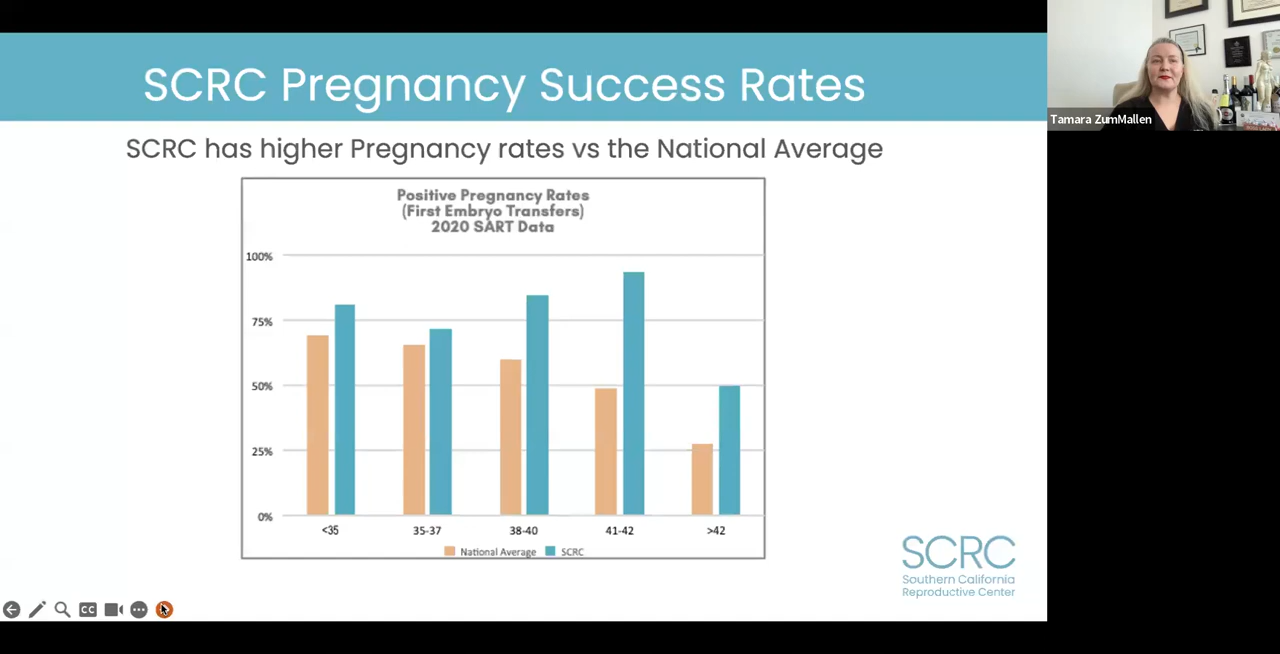 SCRC Pregnancy Success Rates
SCRC has higher Pregnancy rates vs the National Average
Positive Pregnancy Rates
(First Embryo Transfers)
2020 SART Data
100%
75%
50%
25%
0%
<35
35-37
38-40
41-42
>42
National Average
SCRC
SCRC
Southern California
Reproductive Center
CC
Tamara ZumMallen